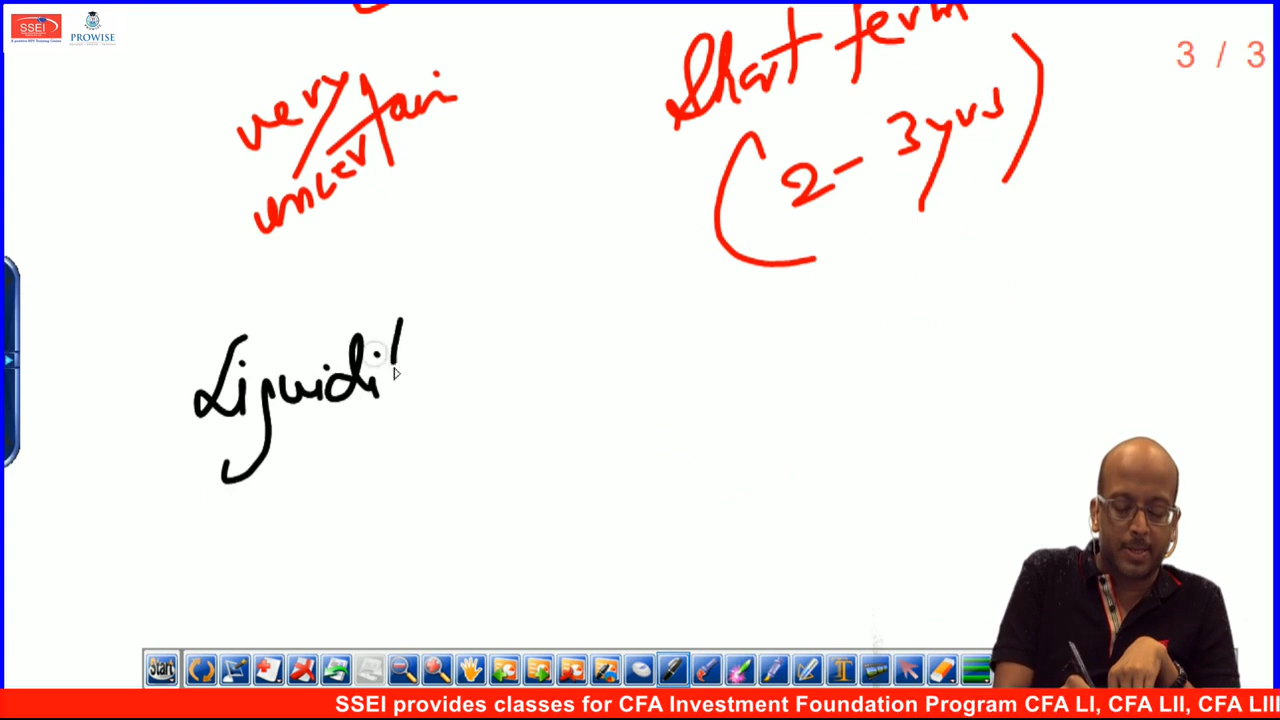 SSEI
PROWISE
Short term
3 / 3
very
uncertain
(2 - 3yrs)
Liquidi
Start
T
SSEI provides classes for CFA Investment Foundation Program CFA LI, CFA LII, CFA LIII